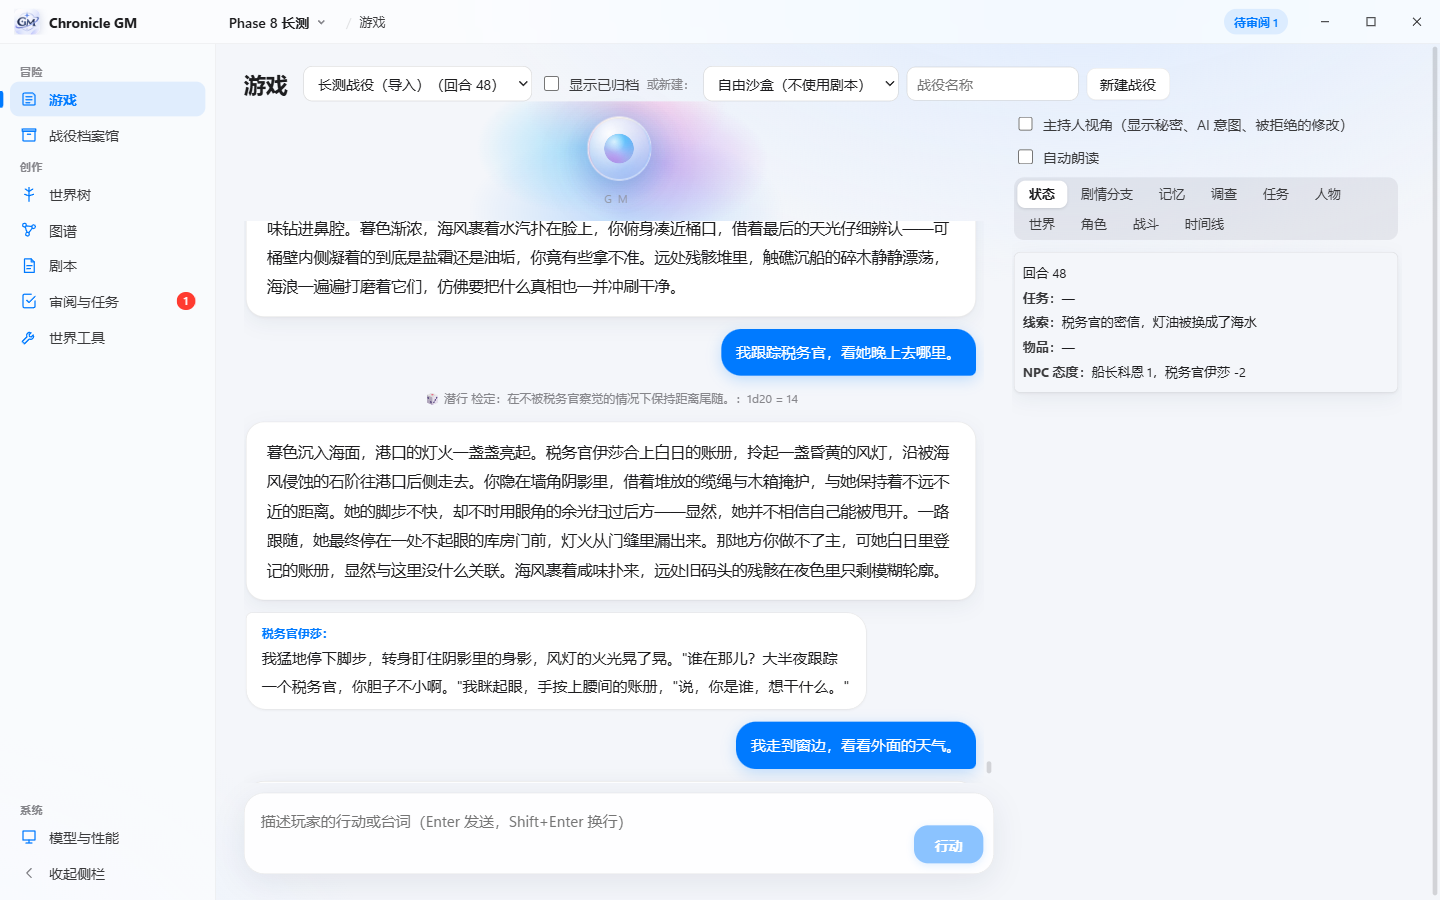 Chronicle GM
Phase 8 长测
/ 游戏
待审阅 1
冒险
游戏
战役档案馆
创作
世界树
图谱
剧本
审阅与任务
1
世界工具
系统
模型与性能
收起侧栏
游戏
长测战役（导入）（回合 48）
显示已归档
或新建：
自由沙盒（不使用剧本）
战役名称
新建战役
GM
味钻进鼻腔。暮色渐浓，海风裹着水汽扑在脸上，你俯身凑近桶口，借着最后的天光仔细辨认——可
桶壁内侧凝着的到底是盐霜还是油垢，你竟有些拿不准。远处残骸堆里，触礁沉船的碎木静静漂荡，
海浪一遍遍打磨着它们，仿佛要把什么真相也一并冲刷干净。
我跟踪税务官，看她晚上去哪里。
潜行 检定：在不被税务官察觉的情况下保持距离尾随。：1d20 = 14
暮色沉入海面，港口的灯火一盏盏亮起。税务官伊莎合上白日的账册，拎起一盏昏黄的风灯，沿被海
风侵蚀的石阶往港口后侧走去。你隐在墙角阴影里，借着堆放的缆绳与木箱掩护，与她保持着不远不
近的距离。她的脚步不快，却不时用眼角的余光扫过后方——显然，她并不相信自己能被甩开。一路
跟随，她最终停在一处不起眼的库房门前，灯火从门缝里漏出来。那地方你做不了主，可她白日里登
记的账册，显然与这里没什么关联。海风裹着咸味扑来，远处旧码头的残骸在夜色里只剩模糊轮廓。
税务官伊莎：
我猛地停下脚步，转身盯住阴影里的身影，风灯的火光晃了晃。"谁在那儿？大半夜跟踪
一个税务官，你胆子不小啊。"我眯起眼，手按上腰间的账册，"说，你是谁，想干什么。"
我走到窗边，看看外面的天气。
描述玩家的行动或台词（Enter 发送，Shift+Enter 换行）
行动
主持人视角（显示秘密、AI 意图、被拒绝的修改）
自动朗读
状态 剧情分支 记忆 调查 任务 人物
世界 角色 战斗 时间线
回合 48
任务：—
线索：税务官的密信，灯油被换成了海水
物品：—
NPC 态度：船长科恩 1，税务官伊莎 -2